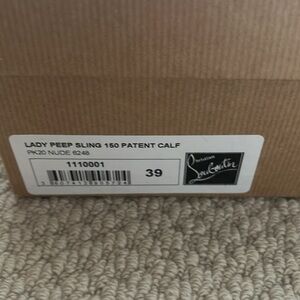 LADY PEEP SLING 150 PATENT CALF
PK20 NUDE 6248
1110001
39
Christian
Louboutin